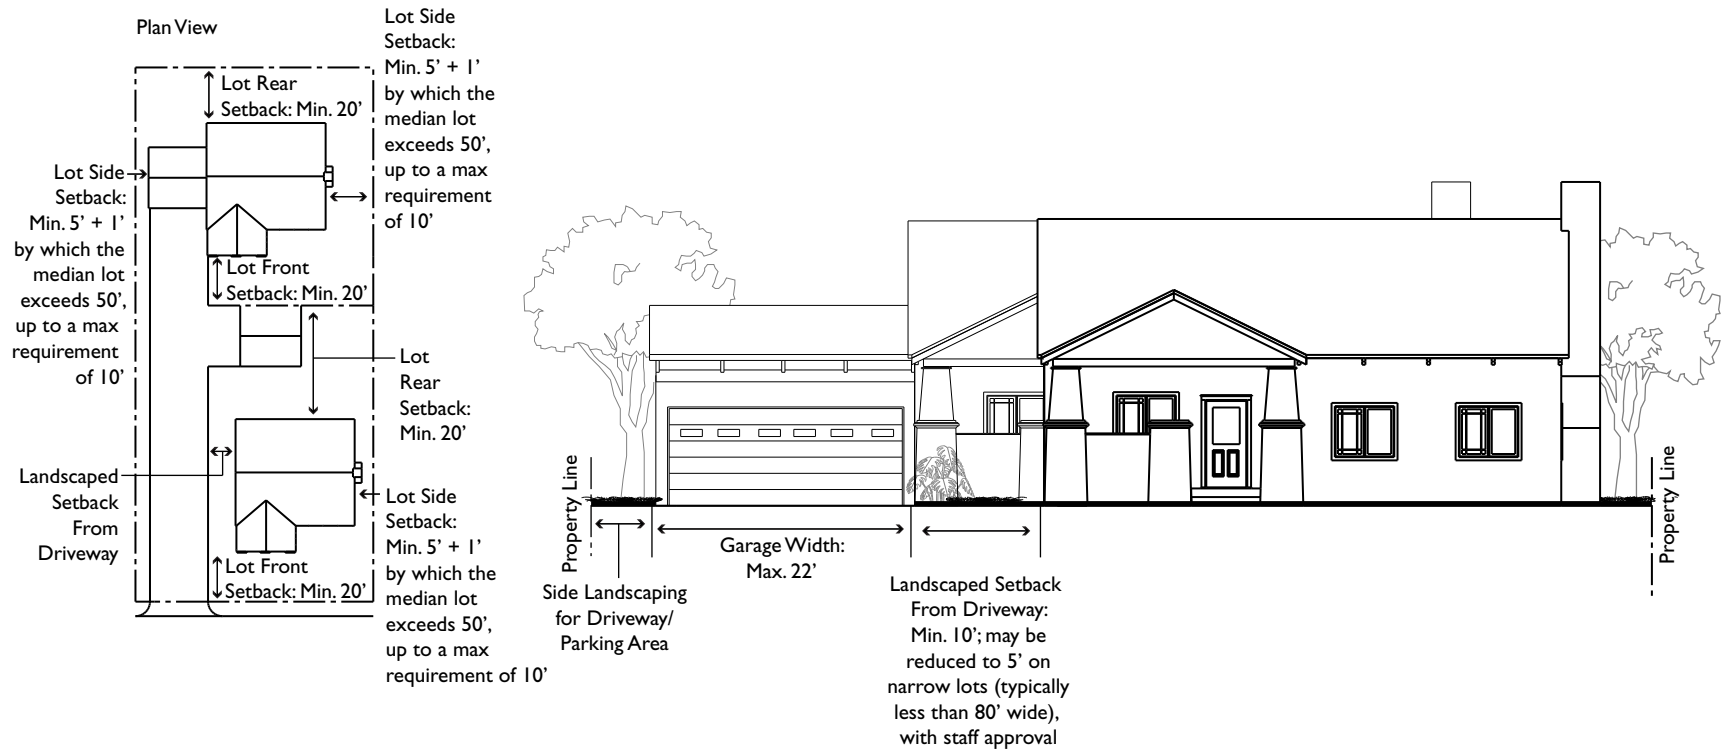 Plan View
Lot Side
Setback:
Min. 5’ + 1’
by which the
median lot
exceeds 50’,
up to a max
requirement
of 10’
Lot Rear
Setback: Min. 20’
Lot Side
Setback:
Min. 5’ + 1’
by which the
median lot
exceeds 50’,
up to a max
requirement
of 10’
Lot Front
Setback: Min. 20’
Lot
Rear
Setback:
Min. 20’
Landscaped
Setback
From
Driveway
Lot Side
Setback:
Min. 5’ + 1’
by which the
median lot
exceeds 50’,
up to a max
requirement of 10’
Lot Front
Setback: Min. 20’
Property Line
Side Landscaping
for Driveway/
Parking Area
Garage Width:
Max. 22’
Landscaped Setback
From Driveway:
Min. 10’; may be
reduced to 5’ on
narrow lots (typically
less than 80’ wide),
with staff approval
Property Line